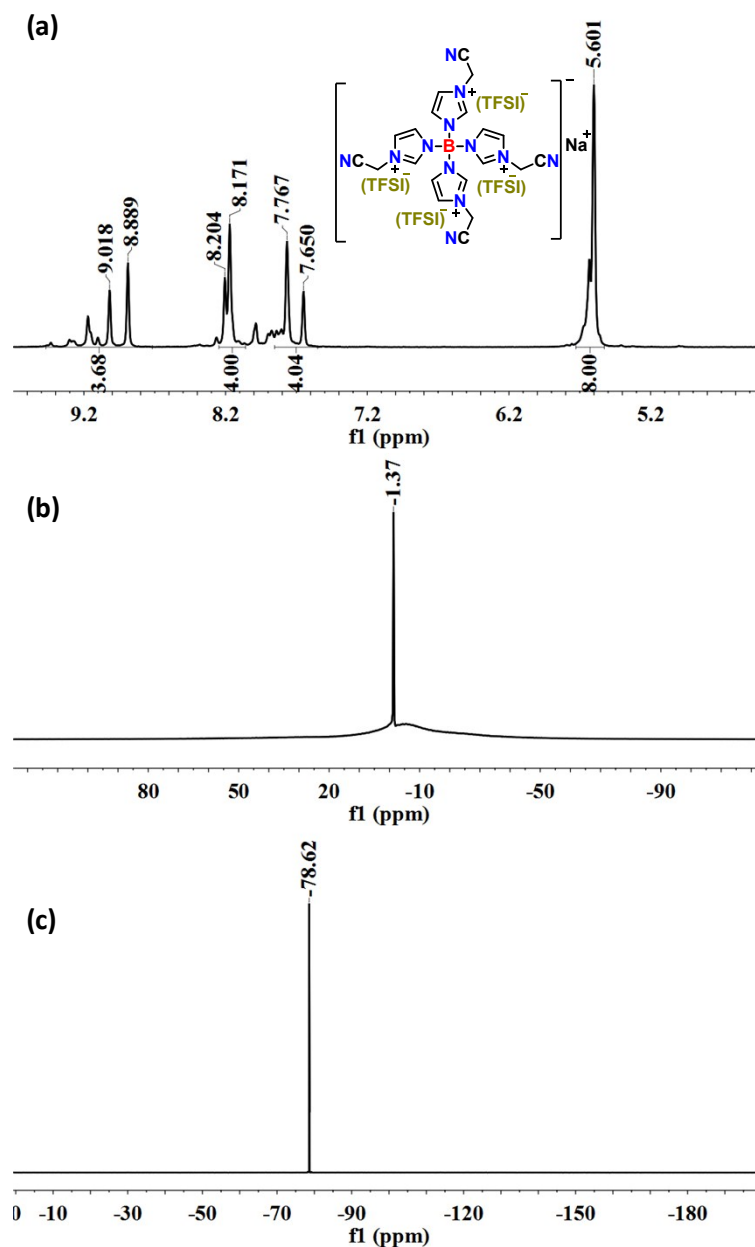 (a)
9.018
8.889
8.204
8.171
7.767
7.650
5.601
NC
N
+
(TFSI)⁻
N
NC
N
+
(TFSI)⁻
N
B
N
N
+
(TFSI)⁻
CN
N
N
+
(TFSI)⁻
CN
−
Na⁺
3.68
4.00
4.04
8.00
9.2 8.2 7.2 6.2 5.2
f1 (ppm)
(b)
-1.37
80 50 20 -10 -50 -90
f1 (ppm)
(c)
-78.62
0 -10 -30 -50 -70 -90 -120 -150 -180
f1 (ppm)